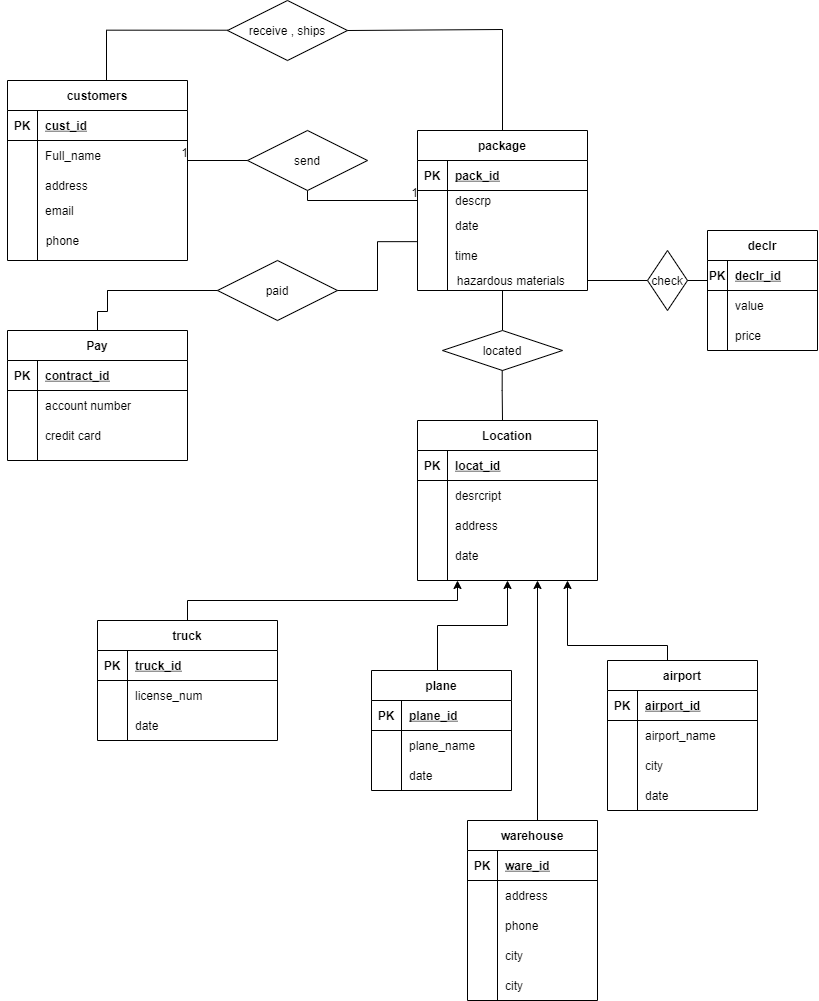 receive , ships
customers
PK cust_id
Full_name
address
email
phone
1
send
1
package
PK pack_id
descrp
date
time
hazardous materials
check
declr
PK declr_id
value
price
paid
Pay
PK contract_id
account number
credit card
located
Location
PK locat_id
desrcript
address
date
truck
PK truck_id
license_num
date
plane
PK plane_id
plane_name
date
airport
PK airport_id
airport_name
city
date
warehouse
PK ware_id
address
phone
city
city